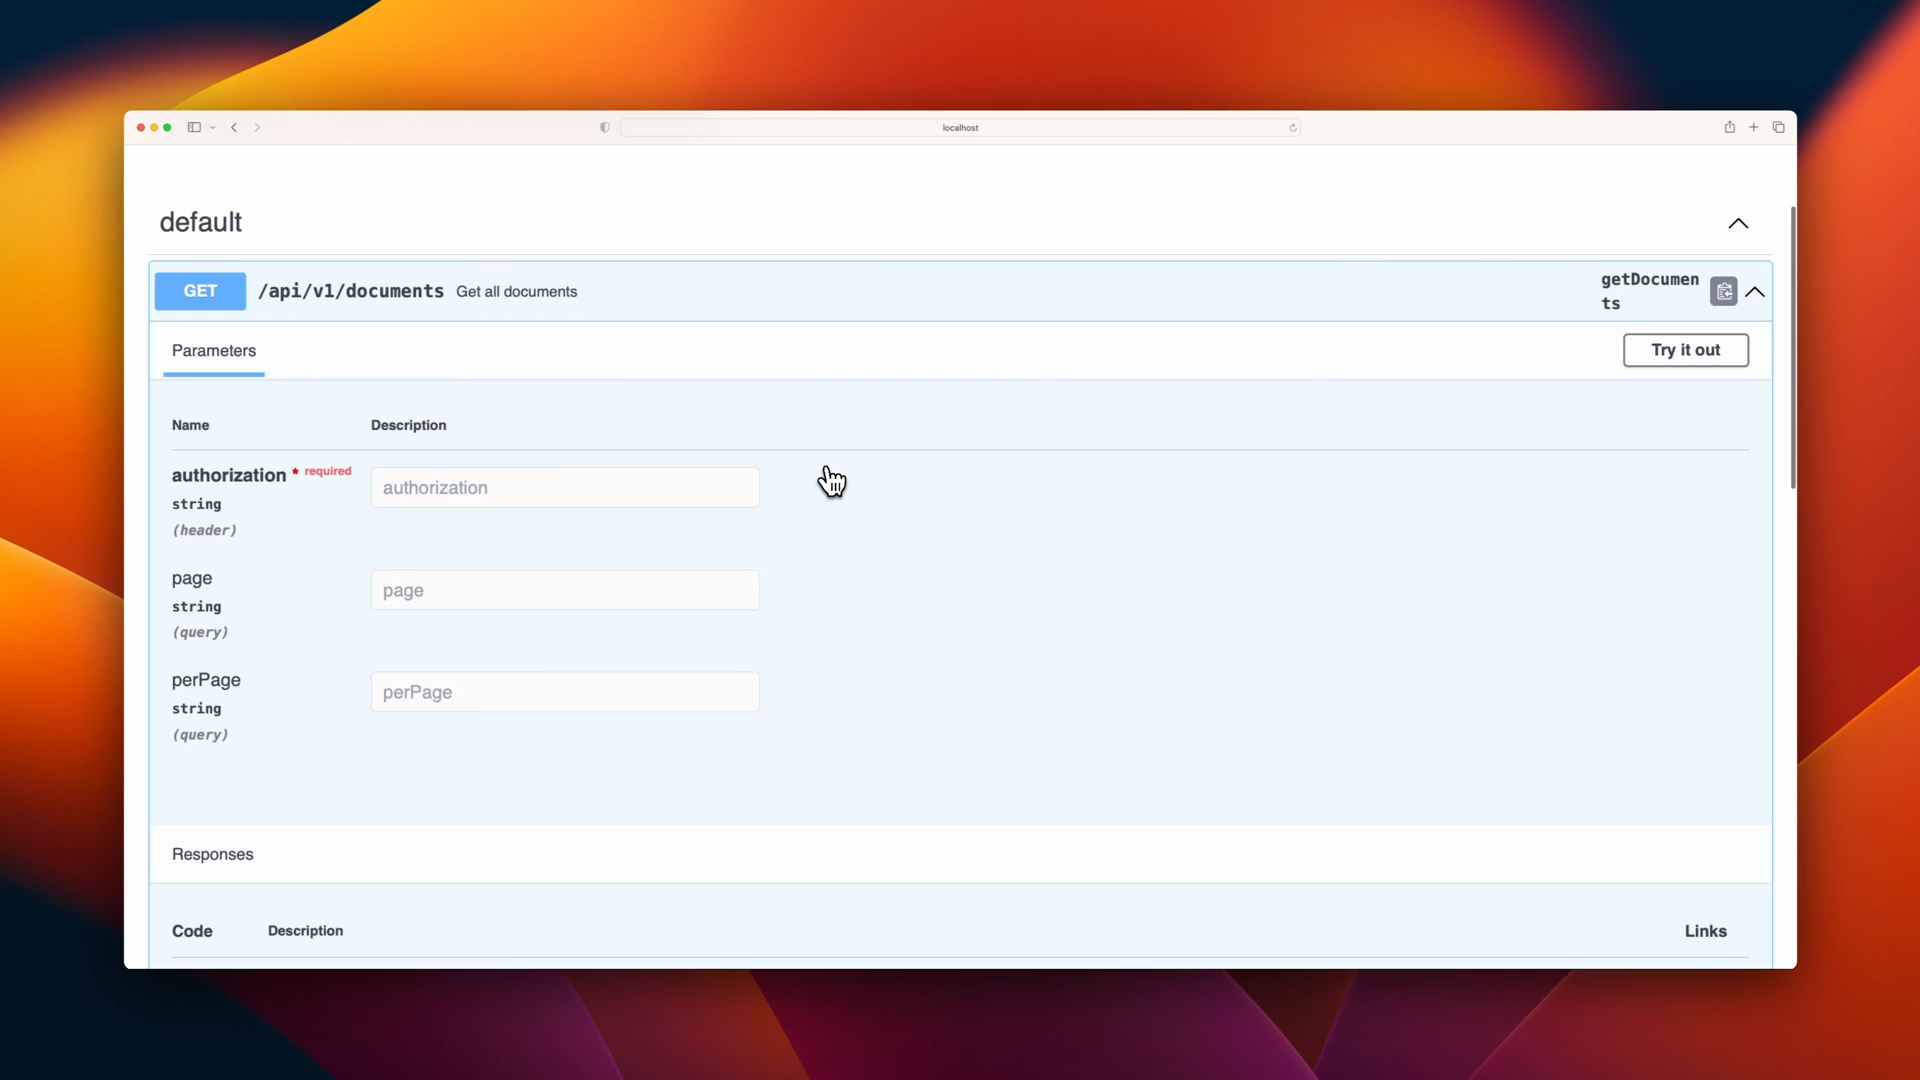 localhost
default
GET /api/v1/documents Get all documents getDocumen
ts
Parameters Try it out
Name Description
authorization * required authorization
string
(header)
page page
string
(query)
perPage perPage
string
(query)
Responses
Code Description Links